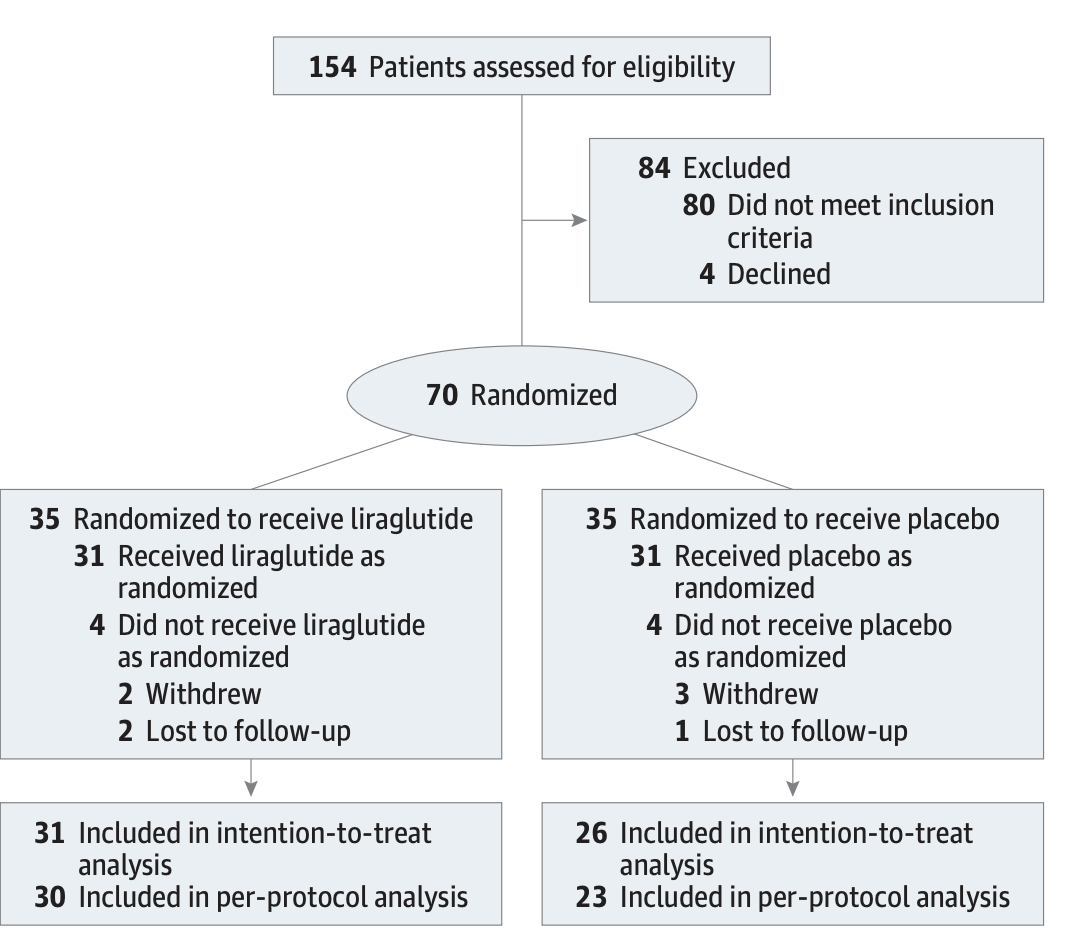 154 Patients assessed for eligibility
84 Excluded
80 Did not meet inclusion
criteria
4 Declined
70 Randomized
35 Randomized to receive liraglutide
31 Received liraglutide as
randomized
4 Did not receive liraglutide
as randomized
2 Withdrew
2 Lost to follow-up
35 Randomized to receive placebo
31 Received placebo as
randomized
4 Did not receive placebo
as randomized
3 Withdrew
1 Lost to follow-up
31 Included in intention-to-treat
analysis
30 Included in per-protocol analysis
26 Included in intention-to-treat
analysis
23 Included in per-protocol analysis